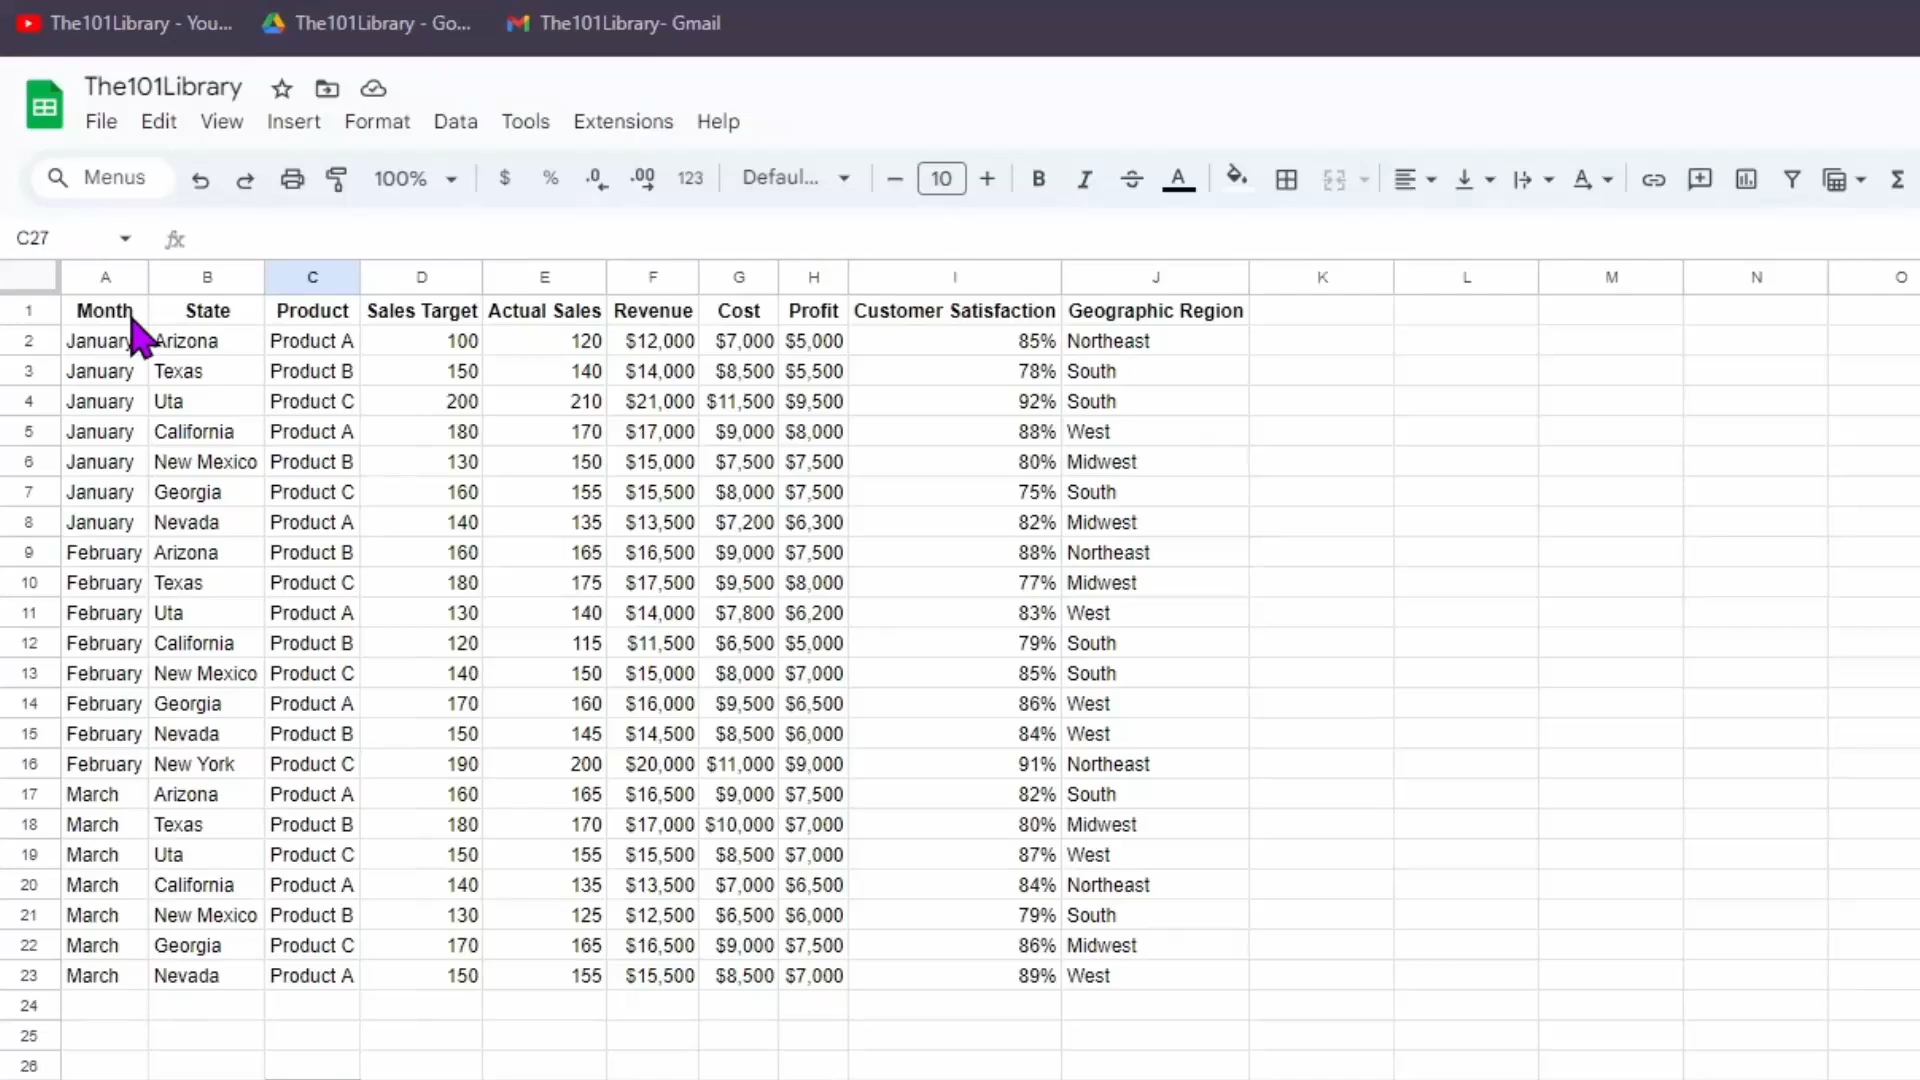 The101Library - You... The101Library - Go... The101Library- Gmail
The101Library
File Edit View Insert Format Data Tools Extensions Help
Menus 100% $ % .0 .00 123 Defaul... 10 B I A A Σ
C27 fx
A B C D E F G H I J K L M N O
1 Month State Product Sales Target Actual Sales Revenue Cost Profit Customer Satisfaction Geographic Region
2 January Arizona Product A 100 120 $12,000 $7,000 $5,000 85% Northeast
3 January Texas Product B 150 140 $14,000 $8,500 $5,500 78% South
4 January Uta Product C 200 210 $21,000 $11,500 $9,500 92% South
5 January California Product A 180 170 $17,000 $9,000 $8,000 88% West
6 January New Mexico Product B 130 150 $15,000 $7,500 $7,500 80% Midwest
7 January Georgia Product C 160 155 $15,500 $8,000 $7,500 75% South
8 January Nevada Product A 140 135 $13,500 $7,200 $6,300 82% Midwest
9 February Arizona Product B 160 165 $16,500 $9,000 $7,500 88% Northeast
10 February Texas Product C 180 175 $17,500 $9,500 $8,000 77% Midwest
11 February Uta Product A 130 140 $14,000 $7,800 $6,200 83% West
12 February California Product B 120 115 $11,500 $6,500 $5,000 79% South
13 February New Mexico Product C 140 150 $15,000 $8,000 $7,000 85% South
14 February Georgia Product A 170 160 $16,000 $9,500 $6,500 86% West
15 February Nevada Product B 150 145 $14,500 $8,500 $6,000 84% West
16 February New York Product C 190 200 $20,000 $11,000 $9,000 91% Northeast
17 March Arizona Product A 160 165 $16,500 $9,000 $7,500 82% South
18 March Texas Product B 180 170 $17,000 $10,000 $7,000 80% Midwest
19 March Uta Product C 150 155 $15,500 $8,500 $7,000 87% West
20 March California Product A 140 135 $13,500 $7,000 $6,500 84% Northeast
21 March New Mexico Product B 130 125 $12,500 $6,500 $6,000 79% South
22 March Georgia Product C 170 165 $16,500 $9,000 $7,500 86% Midwest
23 March Nevada Product A 150 155 $15,500 $8,500 $7,000 89% West
24
25
26